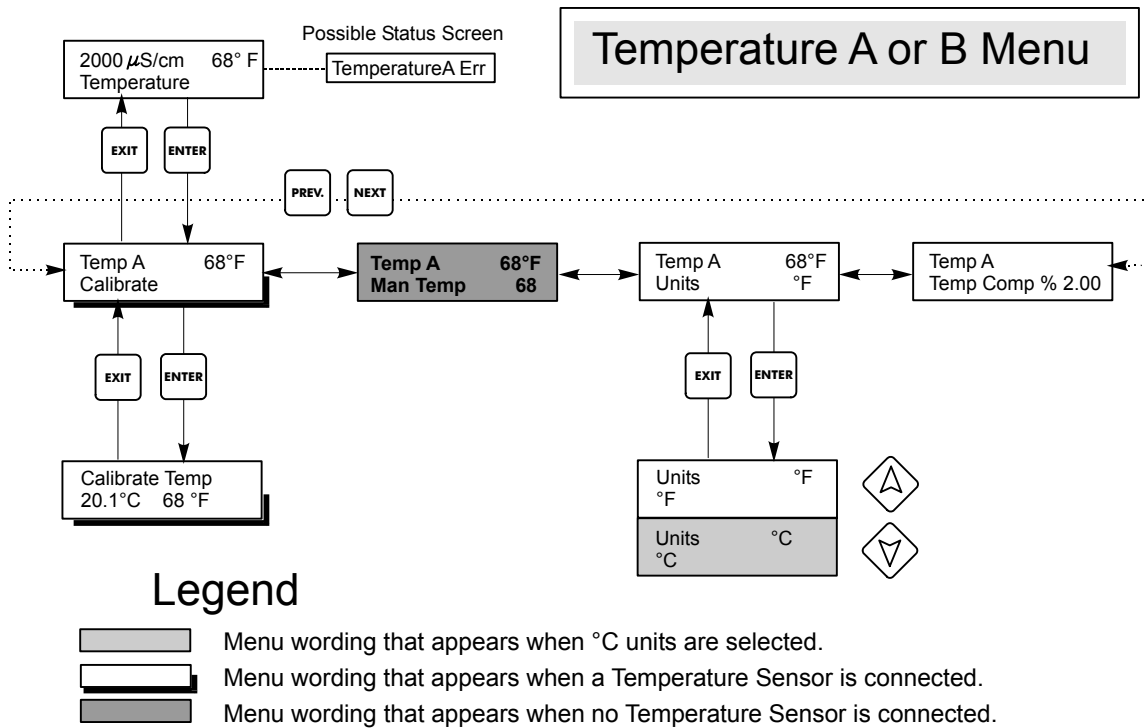 Temperature A or B Menu
Possible Status Screen
2000 µS/cm 68° F
Temperature
TemperatureA Err
EXIT
ENTER
PREV.
NEXT
Temp A 68°F
Calibrate
Temp A 68°F
Man Temp 68
Temp A 68°F
Units °F
Temp A
Temp Comp % 2.00
EXIT
ENTER
EXIT
ENTER
Calibrate Temp
20.1°C 68 °F
Units °F
°F
Units °C
°C
Legend
Menu wording that appears when °C units are selected.
Menu wording that appears when a Temperature Sensor is connected.
Menu wording that appears when no Temperature Sensor is connected.